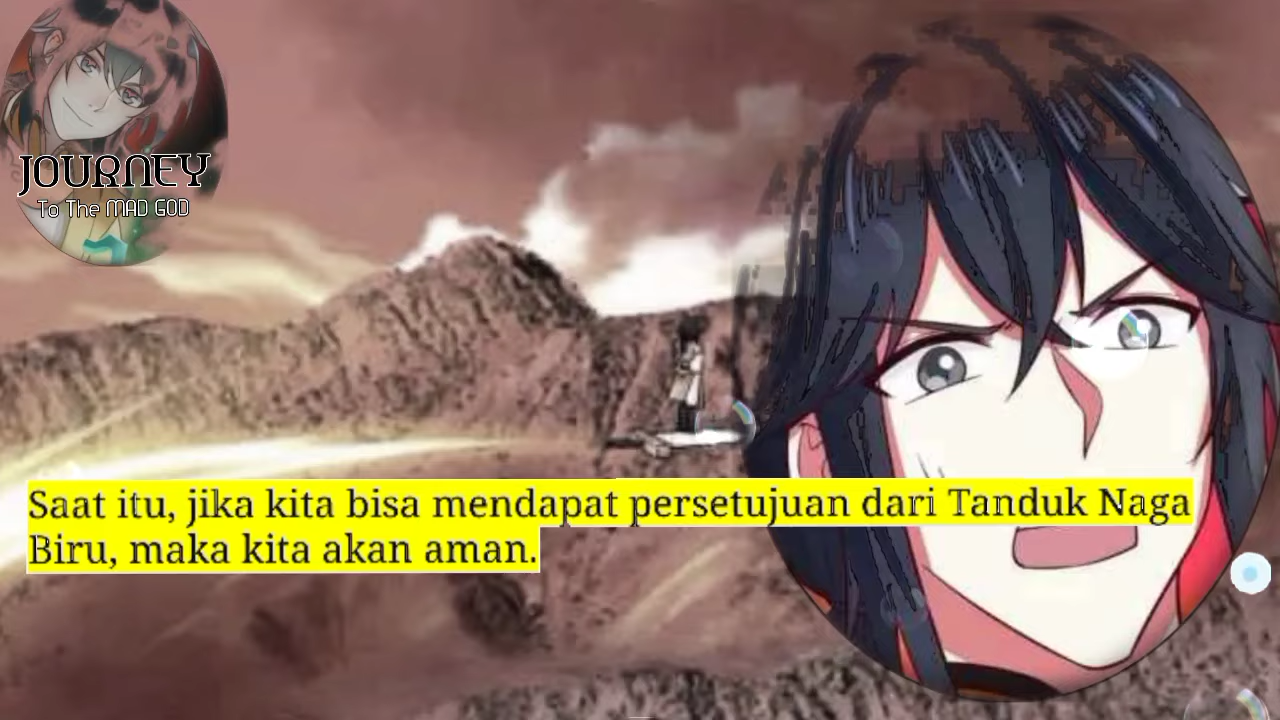 JOURNEY
To The MAD GOD
Saat itu, jika kita bisa mendapat persetujuan dari Tanduk Naga
Biru, maka kita akan aman.